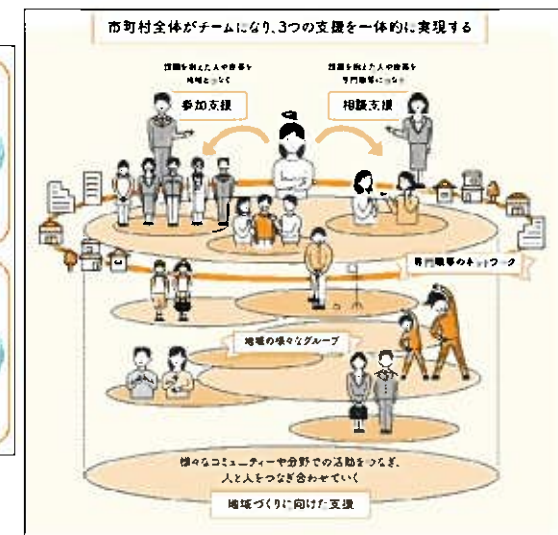 市町村全体がチームになり、3つの支援を一体的に実現する
課題を抱えた人や世帯を
地域とつなぐ
参加支援
課題を抱えた人や世帯を
専門職等につなぐ
相談支援
専門職等のネットワーク
地域の様々なグループ
様々なコミュニティーや分野での活動をつなぎ、
人と人をつなぎ合わせていく
地域づくりに向けた支援